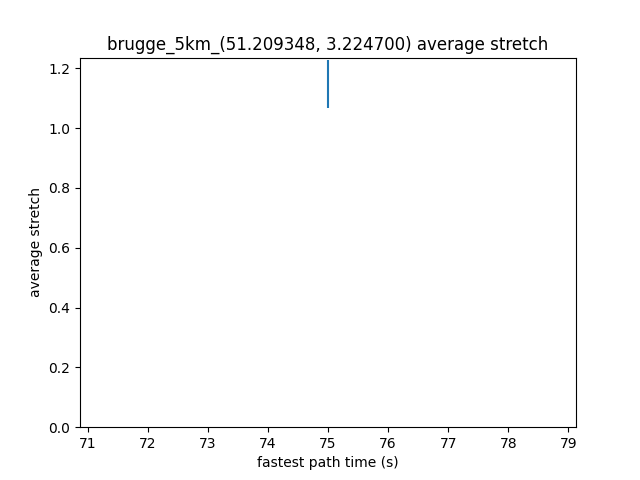 brugge_5km_(51.209348, 3.224700) average stretch
1.2
1.0
0.8
0.6
0.4
0.2
0.0
average stretch
71 72 73 74 75 76 77 78 79
fastest path time (s)